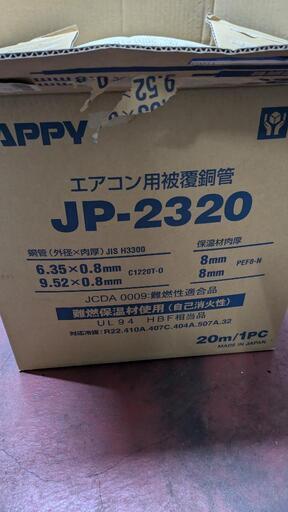 9.52
APPY
エアコン用被覆銅管
JP-2320
銅管（外径×肉厚）JIS H3300
保温材肉厚
6.35×0.8mm C1220T-O 8mm PEF8-N
9.52×0.8mm 8mm
JCDA 0009:難燃性適合品
難燃保温材使用（自己消火性）
UL94 HBF相当品
対応冷媒：R22.410A.407C.404A.507A.32
20m/1PC
MADE IN JAPAN